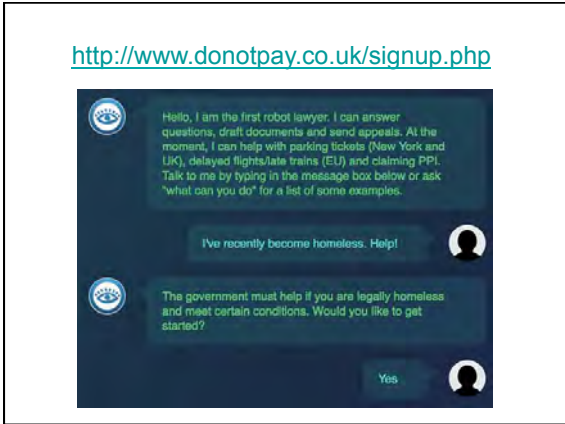 http://www.donotpay.co.uk/signup.php
Hello, I am the first robot lawyer. I can answer
questions, draft documents and send appeals. At the
moment, I can help with parking tickets (New York and
UK), delayed flights/late trains (EU) and claiming PPI.
Talk to me by typing in the message box below or ask
"what can you do" for a list of some examples.
I've recently become homeless. Help!
The government must help if you are legally homeless
and meet certain conditions. Would you like to get
started?
Yes